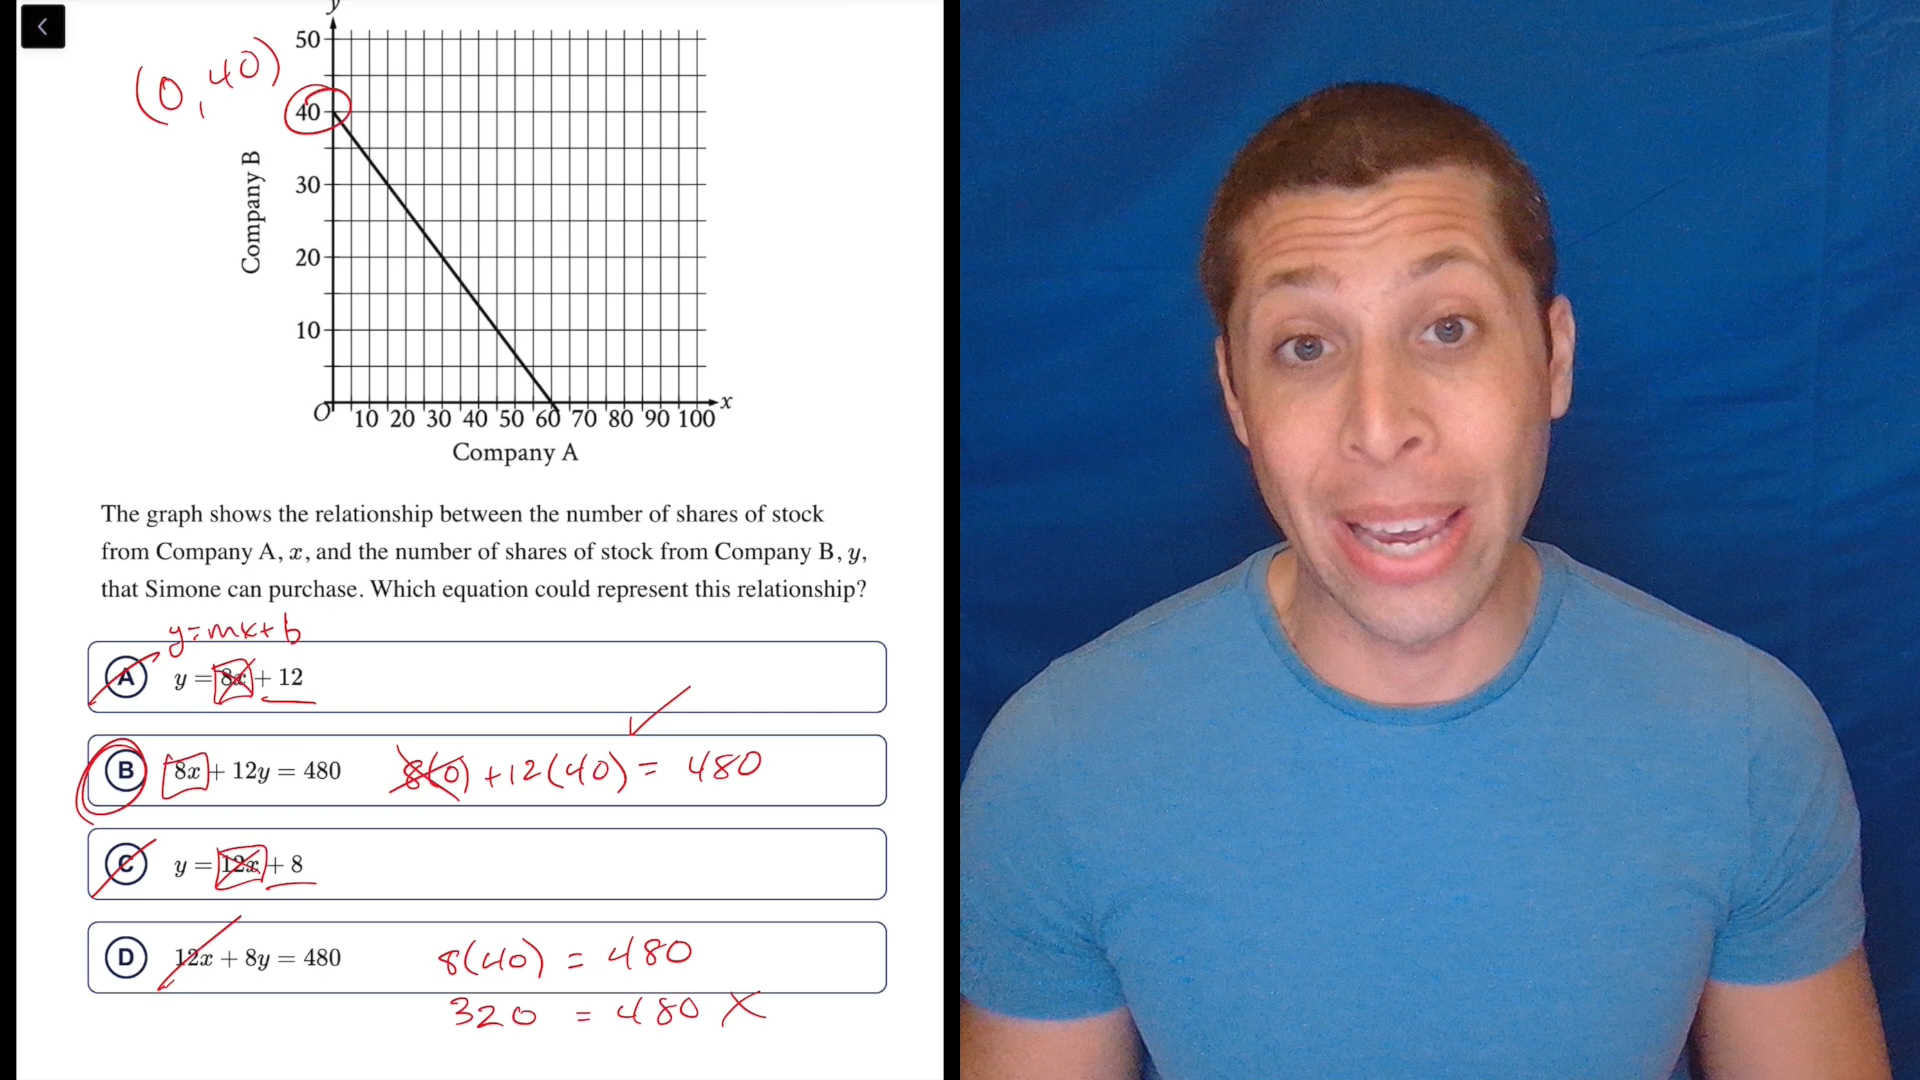 y
50
(0, 40)
40
30
20
10
Company B
O 10 20 30 40 50 60 70 80 90 100 x
Company A
The graph shows the relationship between the number of shares of stock
from Company A, x, and the number of shares of stock from Company B, y,
that Simone can purchase. Which equation could represent this relationship?
y=mx+b
A y = 8x + 12
B 8x + 12y = 480 8(0) +12(40) = 480
C y = 12x + 8
D 12x + 8y = 480 8(40) = 480
320 = 480 X